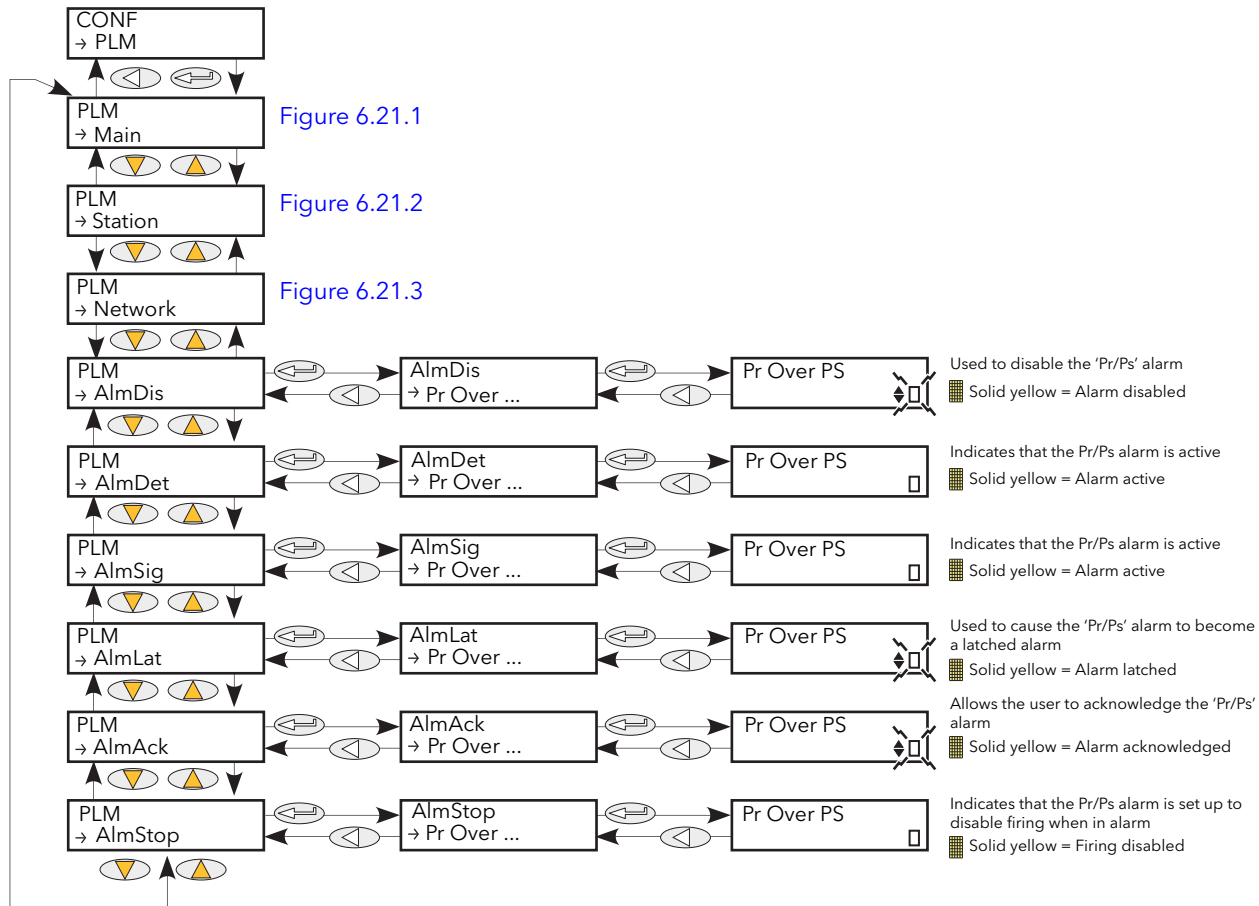 CONF
→ PLM
PLM
→ Main
Figure 6.21.1
PLM
→ Station
Figure 6.21.2
PLM
→ Network
Figure 6.21.3
PLM
→ AlmDis
AlmDis
→ Pr Over ...
Pr Over PS
Used to disable the ‘Pr/Ps’ alarm
Solid yellow = Alarm disabled
PLM
→ AlmDet
AlmDet
→ Pr Over ...
Pr Over PS
Indicates that the Pr/Ps alarm is active
Solid yellow = Alarm active
PLM
→ AlmSig
AlmSig
→ Pr Over ...
Pr Over PS
Indicates that the Pr/Ps alarm is active
Solid yellow = Alarm active
PLM
→ AlmLat
AlmLat
→ Pr Over ...
Pr Over PS
Used to cause the ‘Pr/Ps’ alarm to become
a latched alarm
Solid yellow = Alarm latched
PLM
→ AlmAck
AlmAck
→ Pr Over ...
Pr Over PS
Allows the user to acknowledge the ‘Pr/Ps’
alarm
Solid yellow = Alarm acknowledged
PLM
→ AlmStop
AlmStop
→ Pr Over ...
Pr Over PS
Indicates that the Pr/Ps alarm is set up to
disable firing when in alarm
Solid yellow = Firing disabled